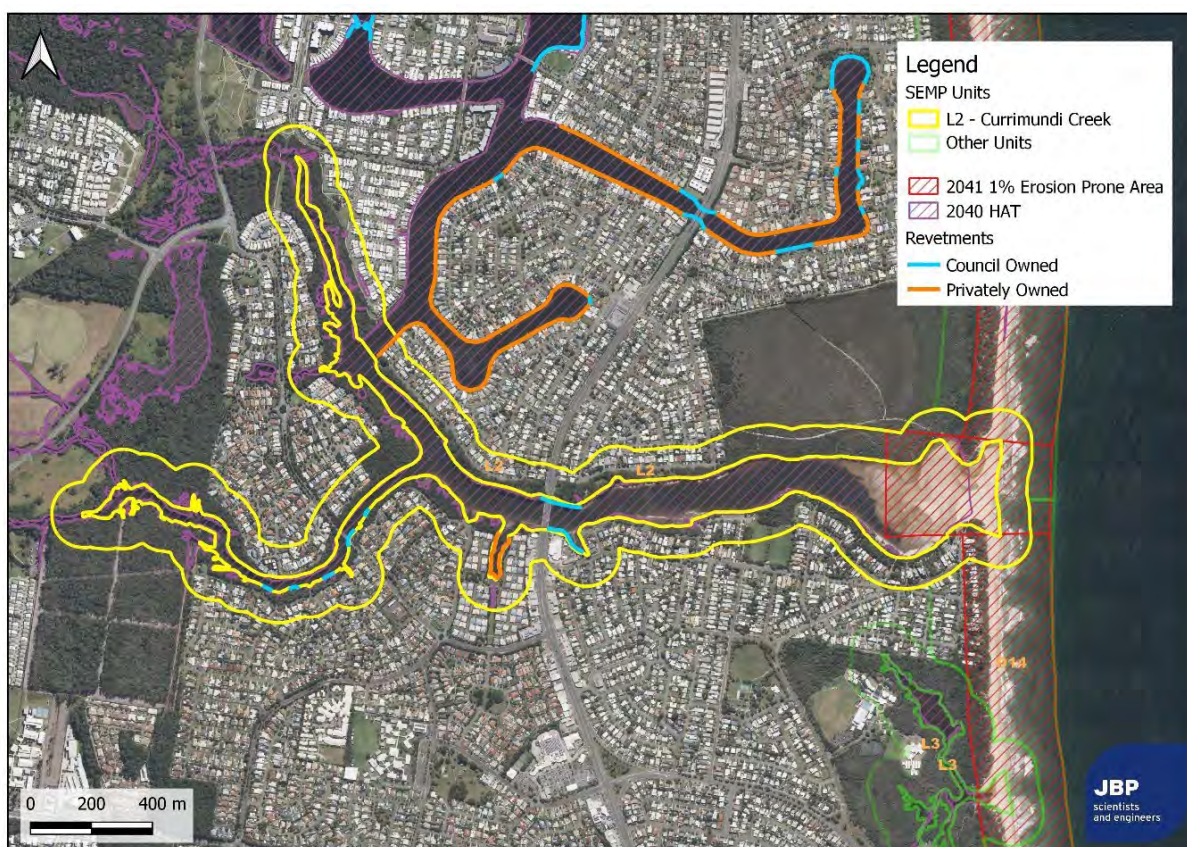 Legend
SEMP Units
L2 - Currimundi Creek
Other Units
2041 1% Erosion Prone Area
2040 HAT
Revetments
Council Owned
Privately Owned
L2
L2
L3
L3
0 200 400 m
JBP
scientists
and engineers